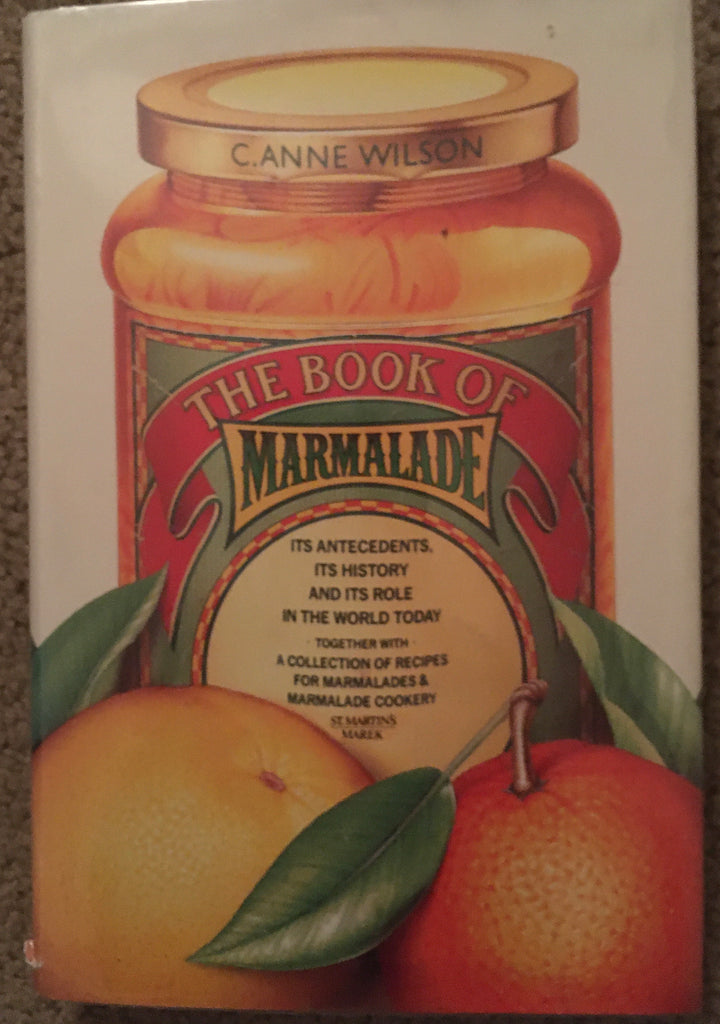 C. ANNE WILSON
THE BOOK OF
MARMALADE
ITS ANTECEDENTS,
ITS HISTORY
AND ITS ROLE
IN THE WORLD TODAY
· TOGETHER WITH ·
A COLLECTION OF RECIPES
FOR MARMALADES &
MARMALADE COOKERY
ST. MARTIN'S
MAREK